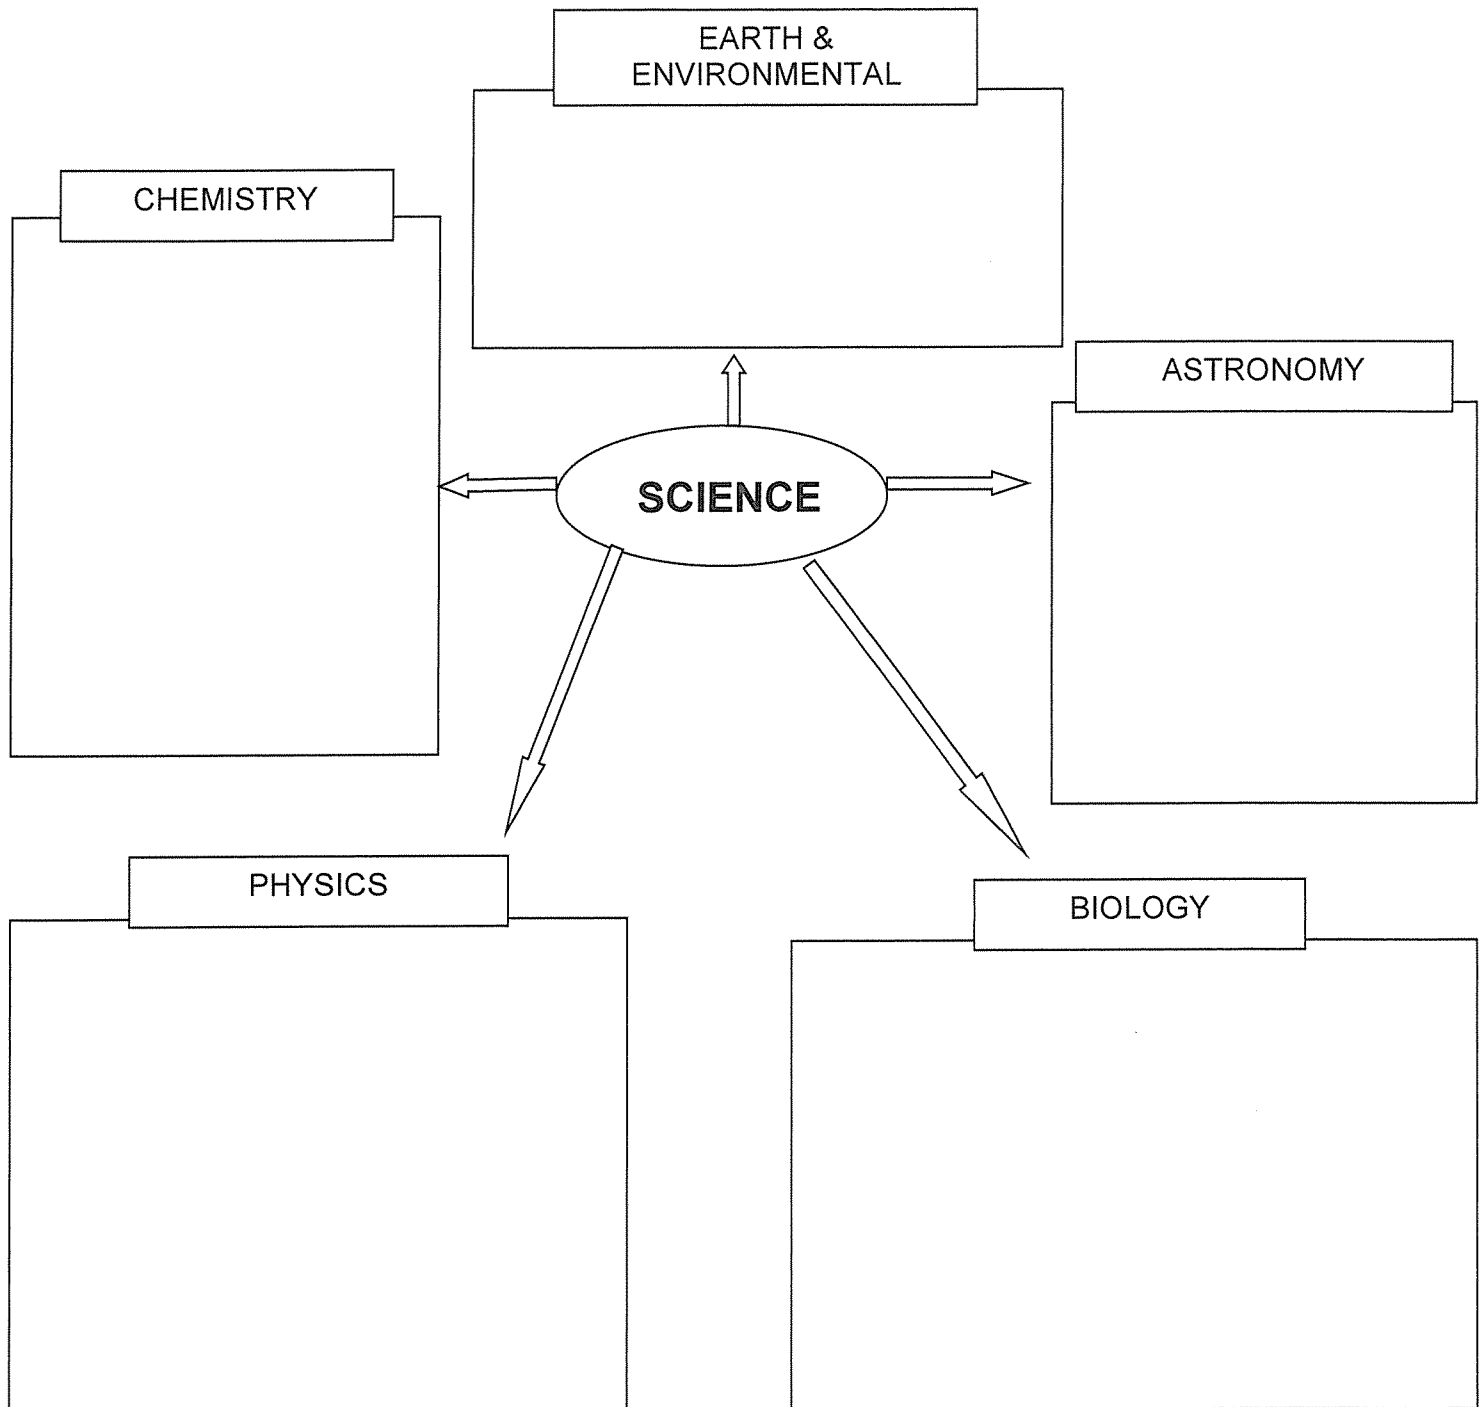 EARTH &
ENVIRONMENTAL
CHEMISTRY
ASTRONOMY
SCIENCE
PHYSICS
BIOLOGY